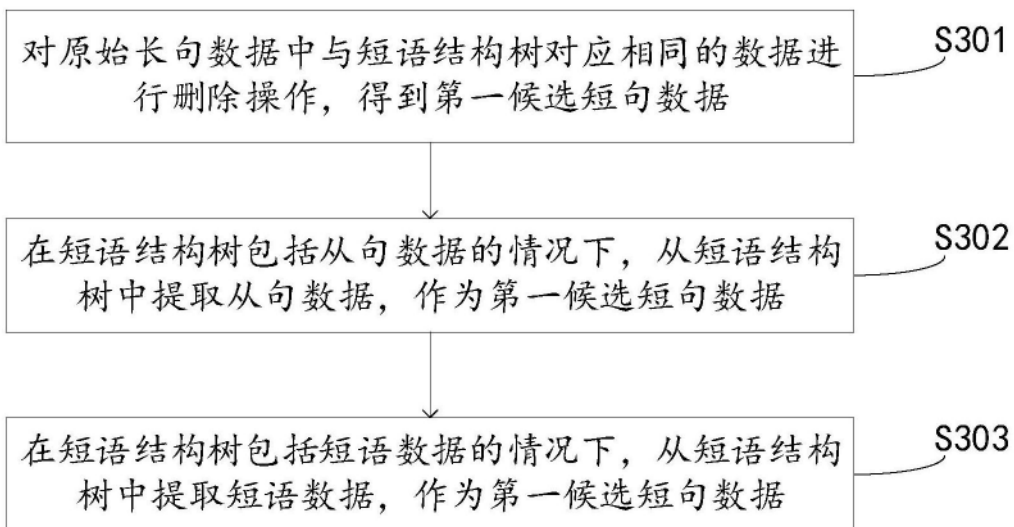 对原始长句数据中与短语结构树对应相同的数据进
行删除操作，得到第一候选短句数据
S301
在短语结构树包括从句数据的情况下，从短语结构
树中提取从句数据，作为第一候选短句数据
S302
在短语结构树包括短语数据的情况下，从短语结构
树中提取短语数据，作为第一候选短句数据
S303